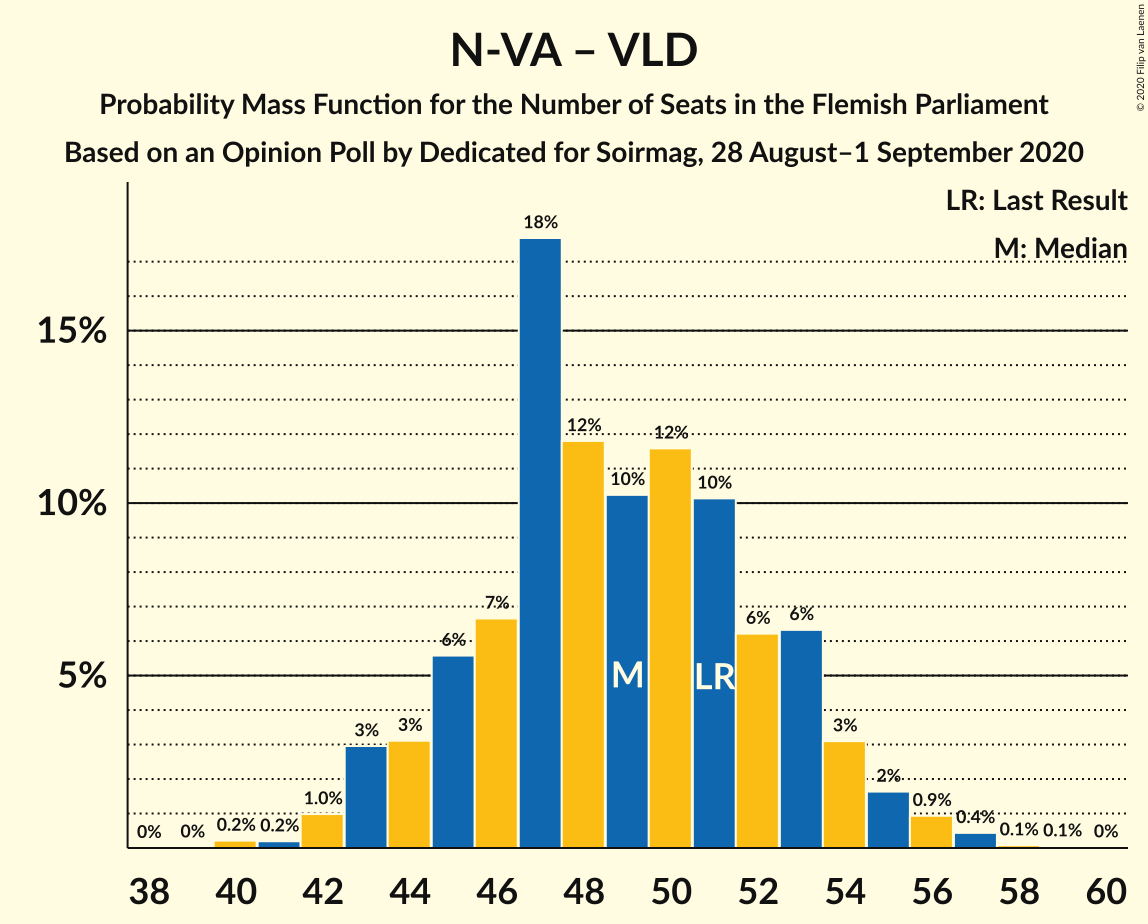 N-VA – VLD
Probability Mass Function for the Number of Seats in the Flemish Parliament
Based on an Opinion Poll by Dedicated for Soirmag, 28 August–1 September 2020
© 2020 Filip van Laenen
LR: Last Result
M: Median
15%
10%
5%
0%
0%
0.2%
0.2%
1.0%
3%
3%
6%
7%
18%
12%
10%
12%
10%
6%
6%
3%
2%
0.9%
0.4%
0.1%
0.1%
0%
M
LR
38 40 42 44 46 48 50 52 54 56 58 60